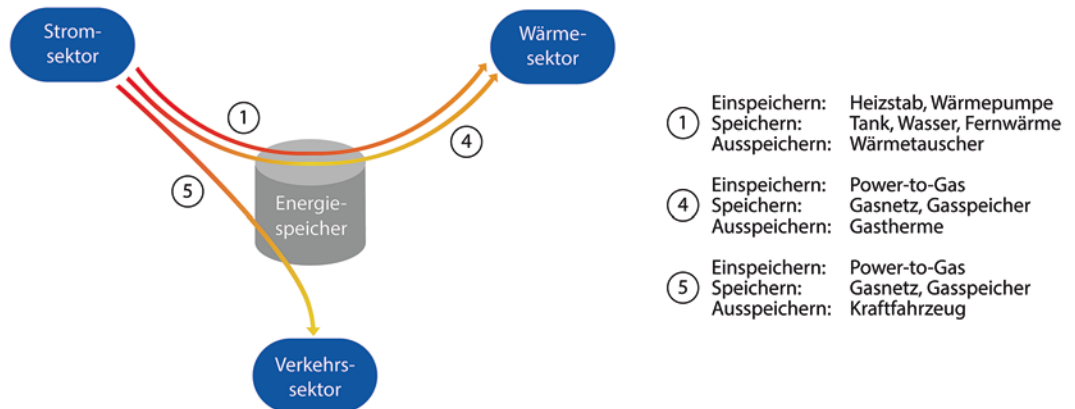 Strom-
sektor
Wärme-
sektor
1
4
5
Energie-
speicher
Verkehrs-
sektor
1
Einspeichern: Heizstab, Wärmepumpe
Speichern: Tank, Wasser, Fernwärme
Ausspeichern: Wärmetauscher
4
Einspeichern: Power-to-Gas
Speichern: Gasnetz, Gasspeicher
Ausspeichern: Gastherme
5
Einspeichern: Power-to-Gas
Speichern: Gasnetz, Gasspeicher
Ausspeichern: Kraftfahrzeug